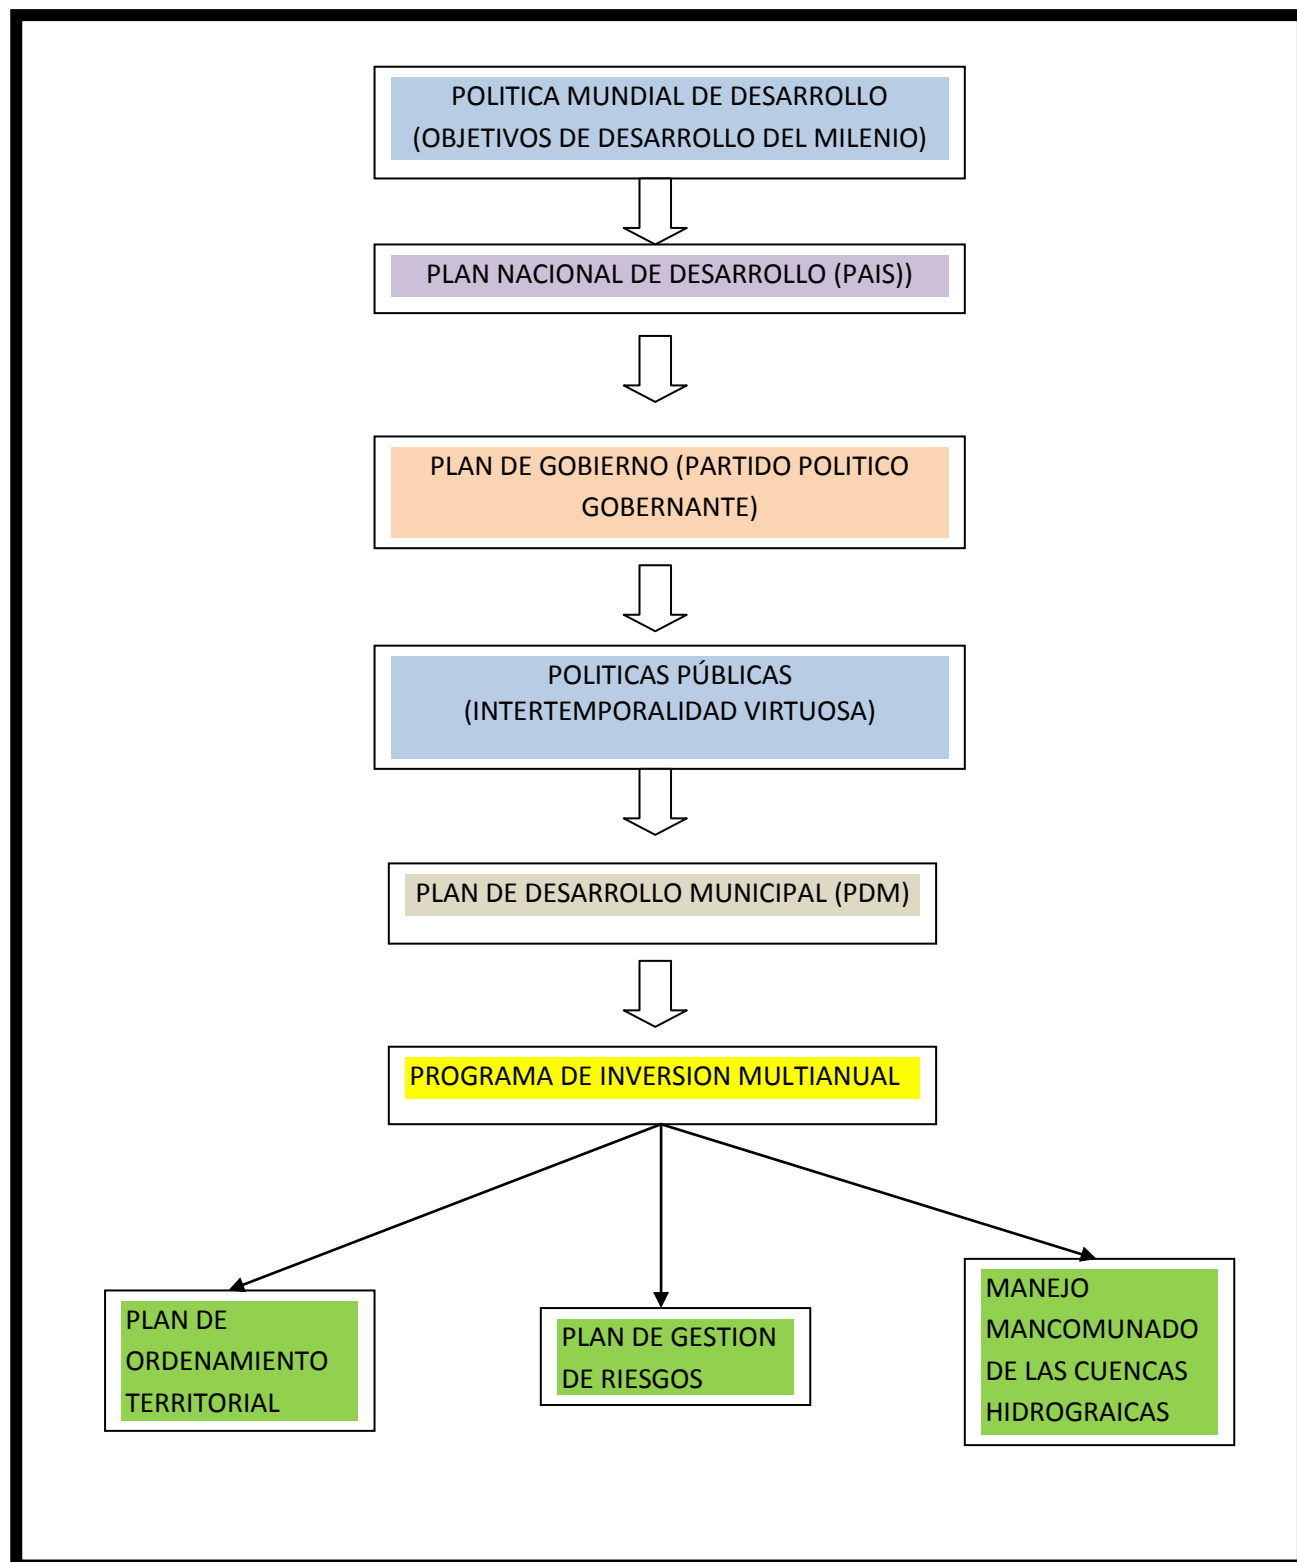 POLITICA MUNDIAL DE DESARROLLO
(OBJETIVOS DE DESARROLLO DEL MILENIO)
PLAN NACIONAL DE DESARROLLO (PAIS))
PLAN DE GOBIERNO (PARTIDO POLITICO
GOBERNANTE)
POLITICAS PÚBLICAS
(INTERTEMPORALIDAD VIRTUOSA)
PLAN DE DESARROLLO MUNICIPAL (PDM)
PROGRAMA DE INVERSION MULTIANUAL
PLAN DE
ORDENAMIENTO
TERRITORIAL
PLAN DE GESTION
DE RIESGOS
MANEJO
MANCOMUNADO
DE LAS CUENCAS
HIDROGRAICAS